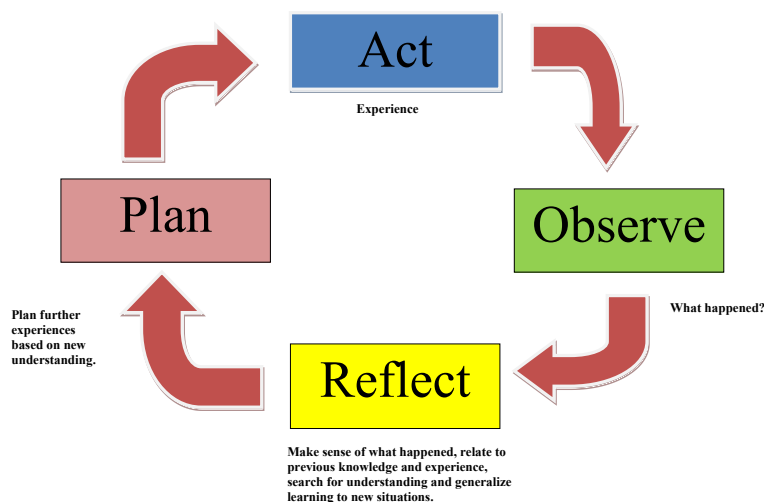 Act
Experience
Observe
What happened?
Reflect
Make sense of what happened, relate to
previous knowledge and experience,
search for understanding and generalize
learning to new situations.
Plan
Plan further
experiences
based on new
understanding.